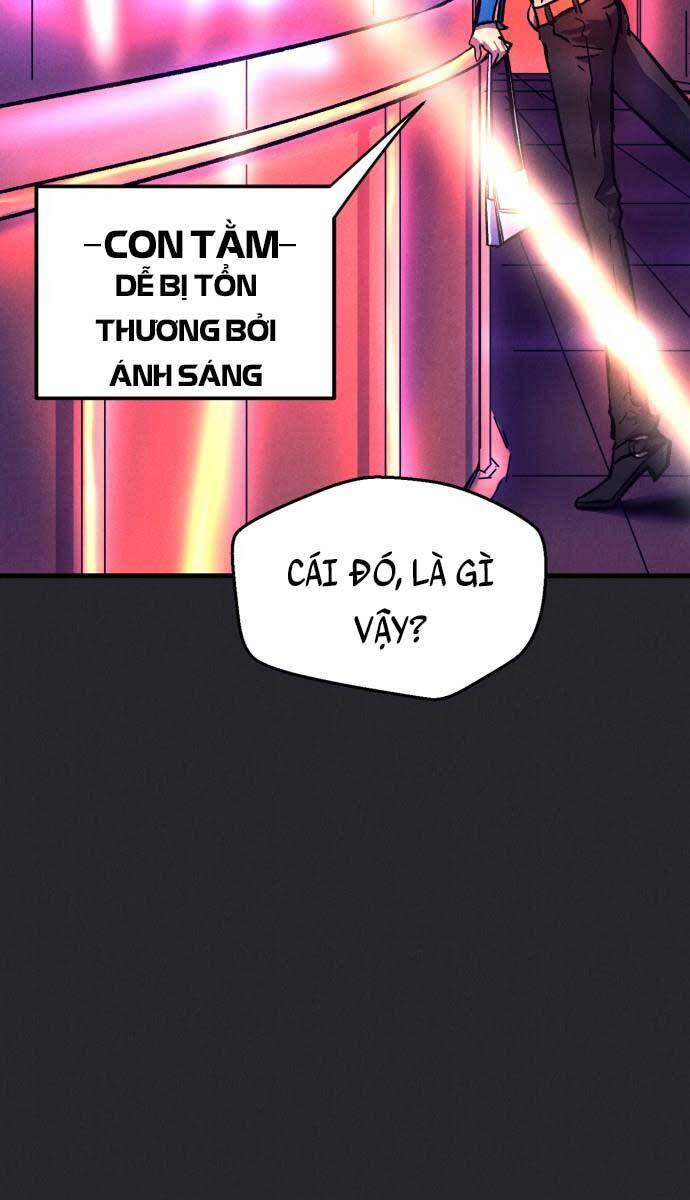 -CON TẰM-
DỄ BỊ TỔN
THƯƠNG BỞI
ÁNH SÁNG
CÁI ĐÓ, LÀ GÌ
VẬY?